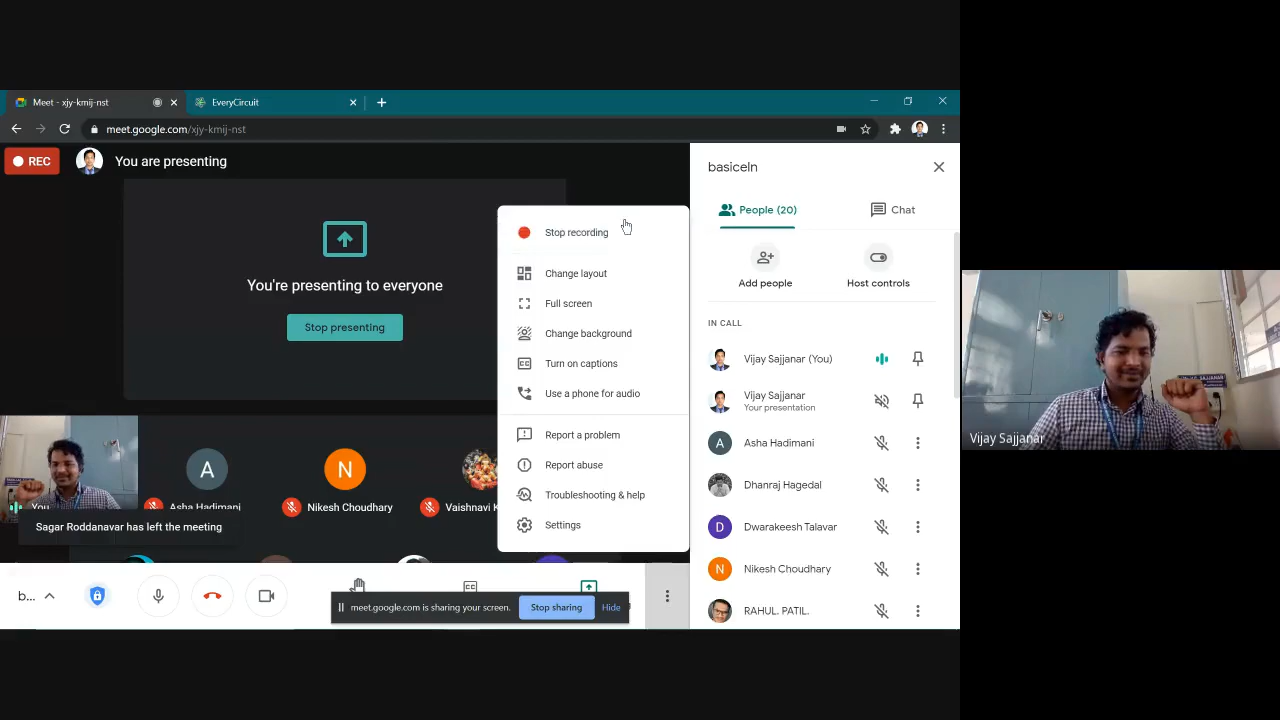 Meet - xjy-kmij-nst
EveryCircuit
meet.google.com/xjy-kmij-nst
REC
You are presenting
You're presenting to everyone
Stop presenting
Stop recording
Change layout
Full screen
Change background
Turn on captions
Use a phone for audio
Report a problem
Report abuse
Troubleshooting & help
Settings
A
N
You
Asha Hadimani
Nikesh Choudhary
Vaishnavi K
Sagar Roddanavar has left the meeting
b...
meet.google.com is sharing your screen.
Stop sharing
Hide
basiceln
People (20)
Chat
Add people
Host controls
IN CALL
Vijay Sajjanar (You)
Vijay Sajjanar
Your presentation
A
Asha Hadimani
Dhanraj Hagedal
D
Dwarakeesh Talavar
N
Nikesh Choudhary
RAHUL. PATIL.
Vijay Sajjanar